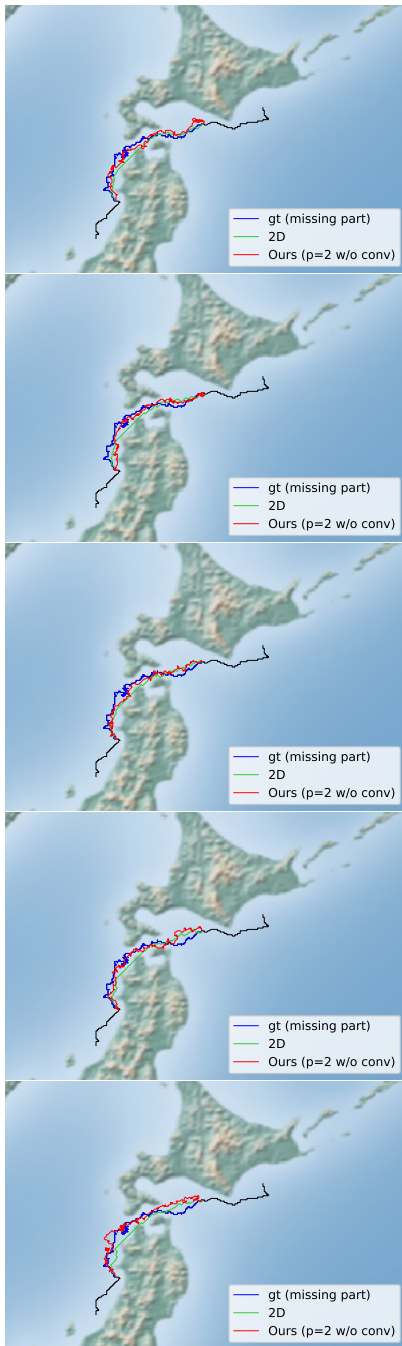 gt (missing part)
2D
Ours (p=2 w/o conv)
gt (missing part)
2D
Ours (p=2 w/o conv)
gt (missing part)
2D
Ours (p=2 w/o conv)
gt (missing part)
2D
Ours (p=2 w/o conv)
gt (missing part)
2D
Ours (p=2 w/o conv)